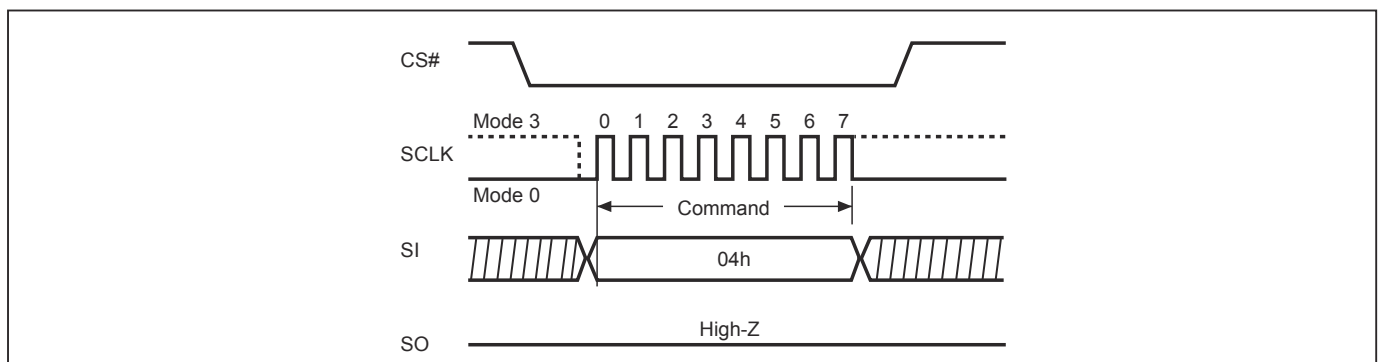 CS#
Mode 3 0 1 2 3 4 5 6 7
SCLK
Mode 0
Command
SI
04h
High-Z
SO